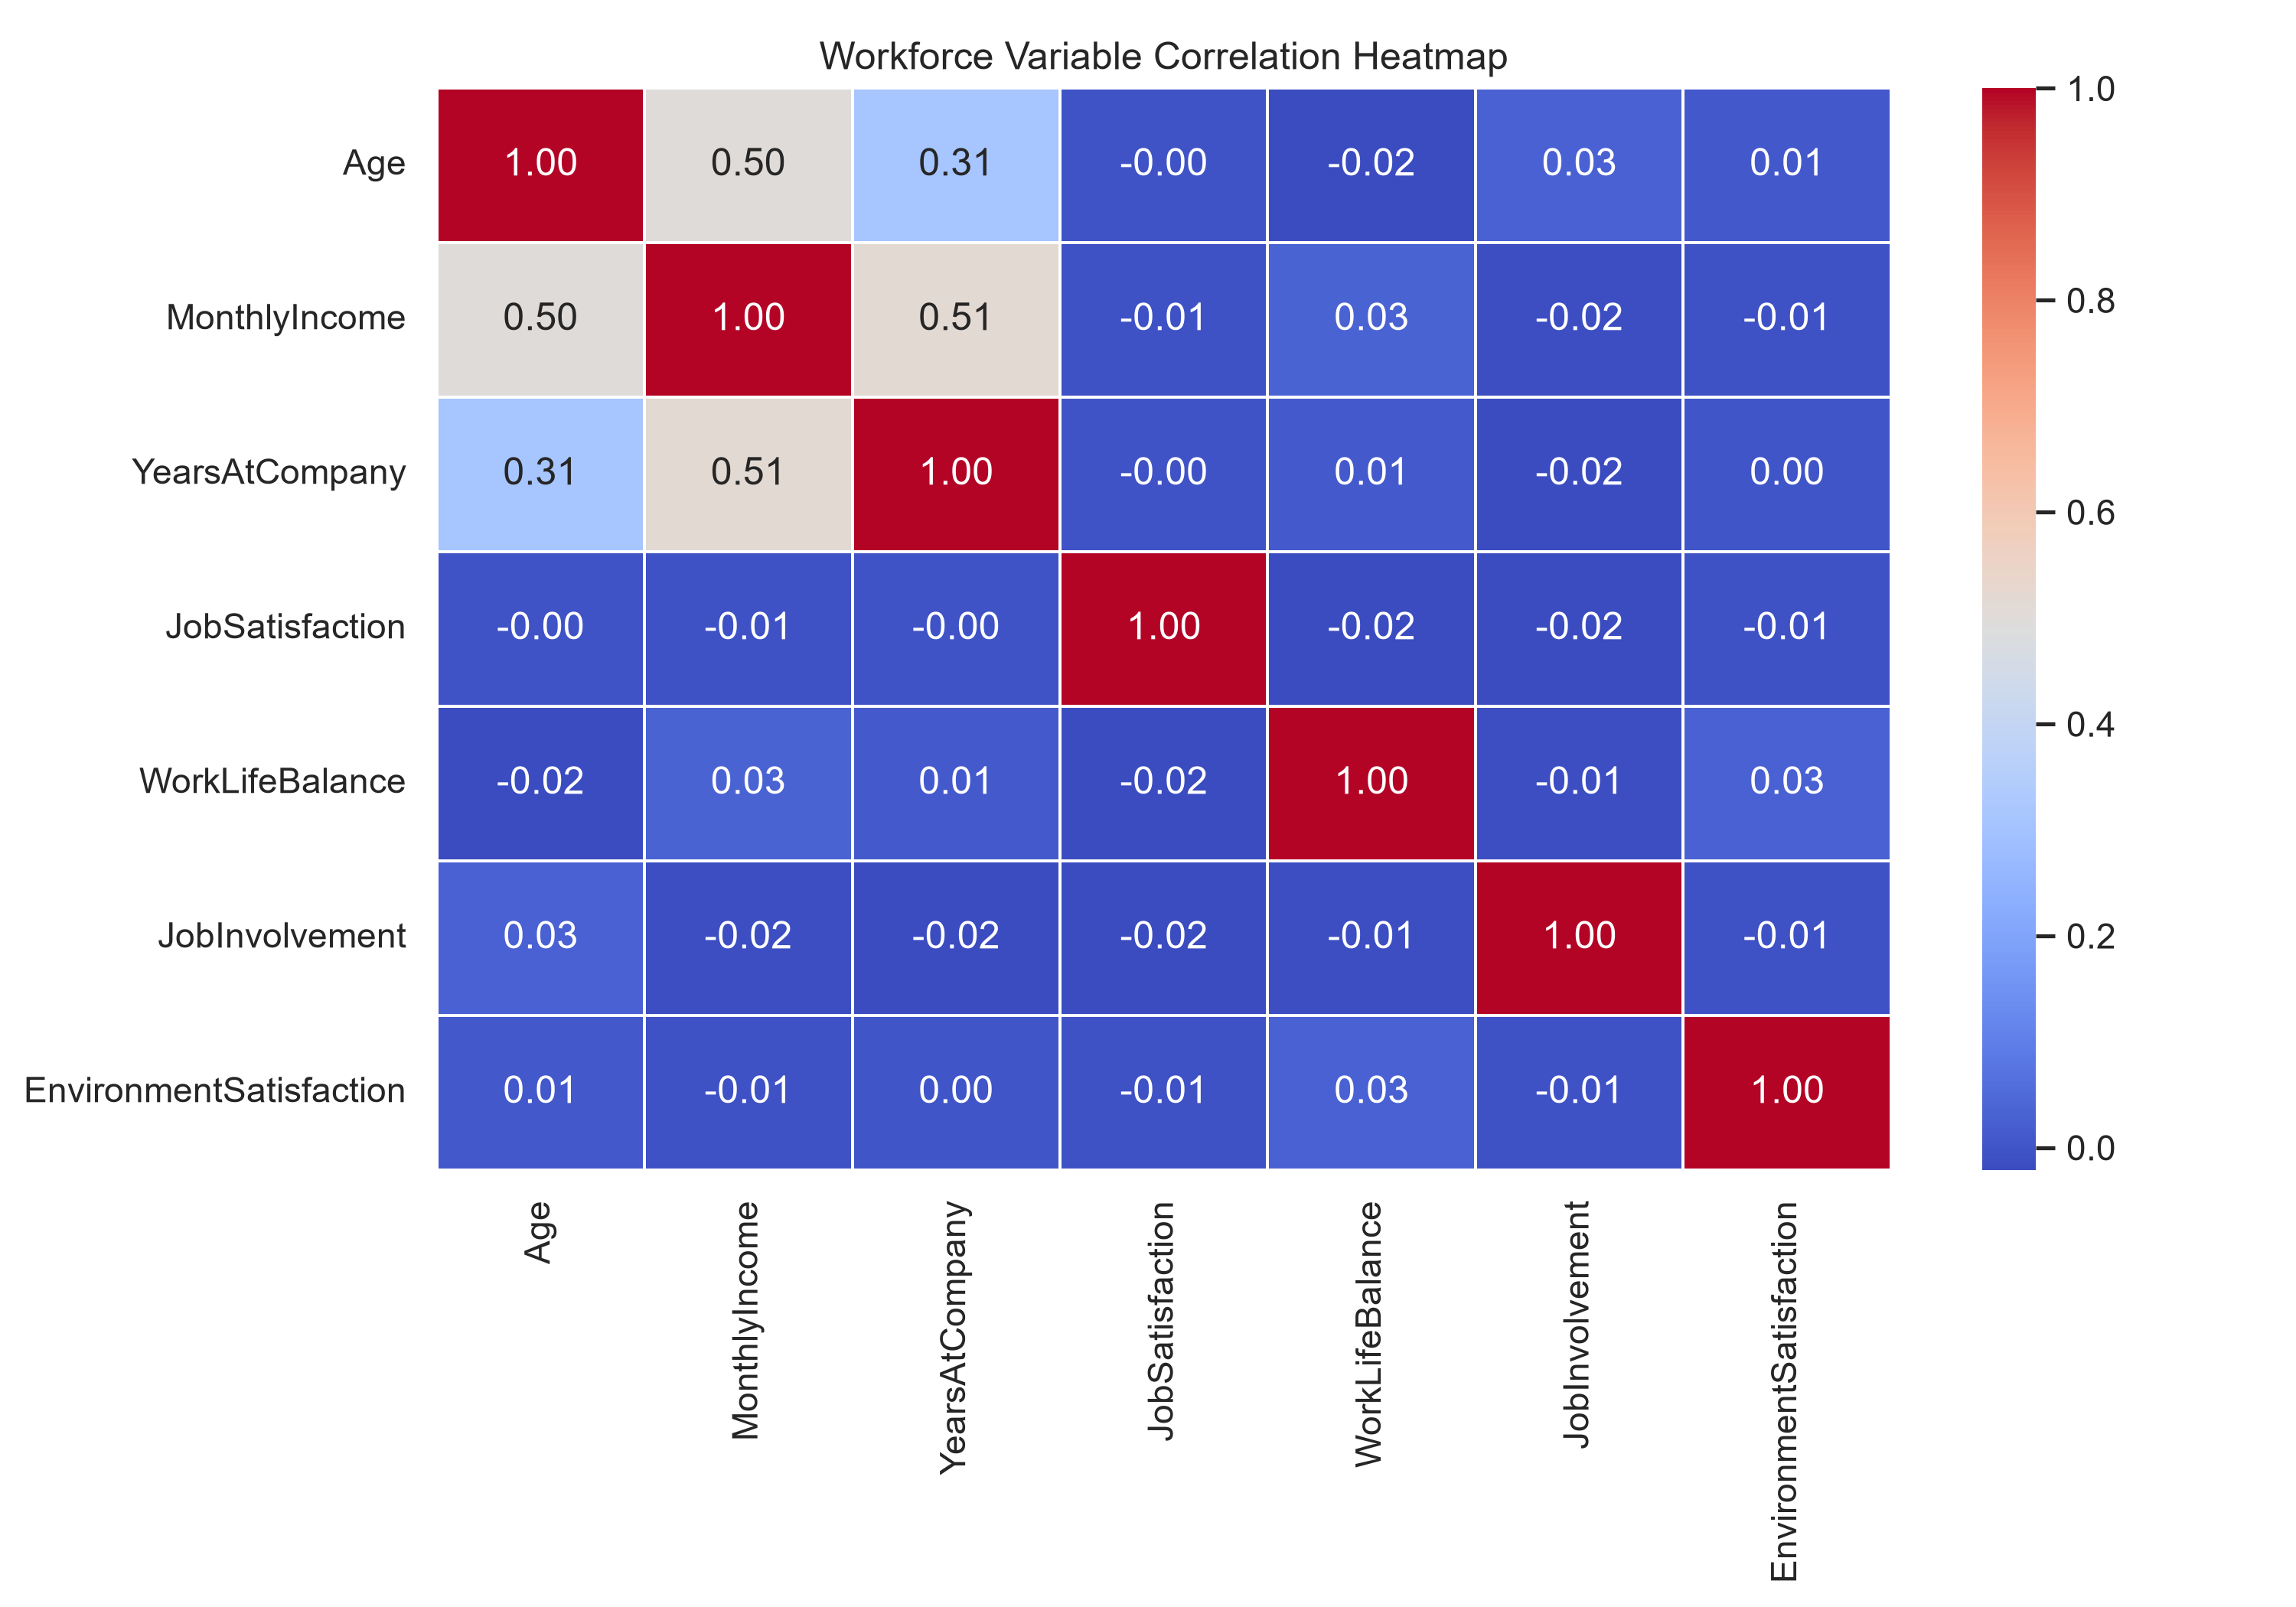 Workforce Variable Correlation Heatmap
Age 1.00 0.50 0.31 -0.00 -0.02 0.03 0.01
MonthlyIncome 0.50 1.00 0.51 -0.01 0.03 -0.02 -0.01
YearsAtCompany 0.31 0.51 1.00 -0.00 0.01 -0.02 0.00
JobSatisfaction -0.00 -0.01 -0.00 1.00 -0.02 -0.02 -0.01
WorkLifeBalance -0.02 0.03 0.01 -0.02 1.00 -0.01 0.03
JobInvolvement 0.03 -0.02 -0.02 -0.02 -0.01 1.00 -0.01
EnvironmentSatisfaction 0.01 -0.01 0.00 -0.01 0.03 -0.01 1.00
Age
MonthlyIncome
YearsAtCompany
JobSatisfaction
WorkLifeBalance
JobInvolvement
EnvironmentSatisfaction
1.0
0.8
0.6
0.4
0.2
0.0